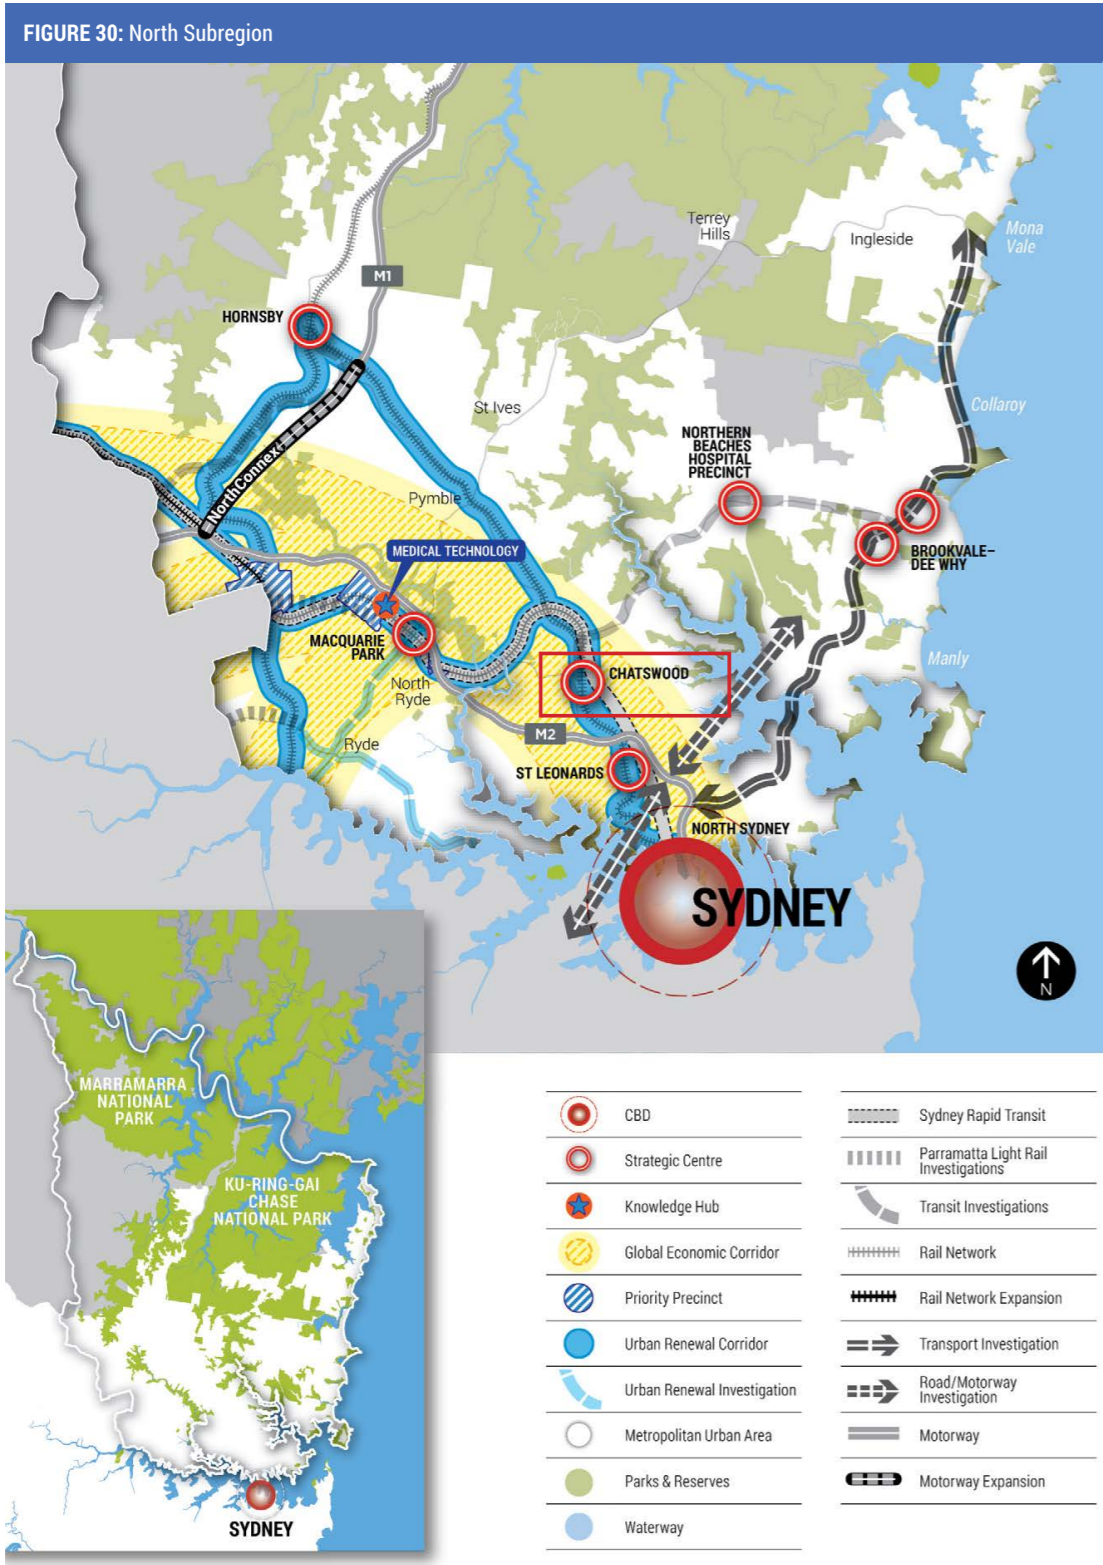 FIGURE 30: North Subregion
Terrey
Hills
Ingleside
Mona
Vale
M1
HORNSBY
St Ives
Collaroy
NORTHERN
BEACHES
HOSPITAL
PRECINCT
NorthConnex
Pymble
MEDICAL TECHNOLOGY
BROOKVALE–
DEE WHY
MACQUARIE
PARK
Manly
CHATSWOOD
North
Ryde
M2
Ryde
ST LEONARDS
NORTH SYDNEY
SYDNEY
N
MARRAMARRA
NATIONAL
PARK
KU-RING-GAI
CHASE
NATIONAL PARK
SYDNEY
CBD
Strategic Centre
Knowledge Hub
Global Economic Corridor
Priority Precinct
Urban Renewal Corridor
Urban Renewal Investigation
Metropolitan Urban Area
Parks & Reserves
Waterway
Sydney Rapid Transit
Parramatta Light Rail
Investigations
Transit Investigations
Rail Network
Rail Network Expansion
Transport Investigation
Road/Motorway
Investigation
Motorway
Motorway Expansion